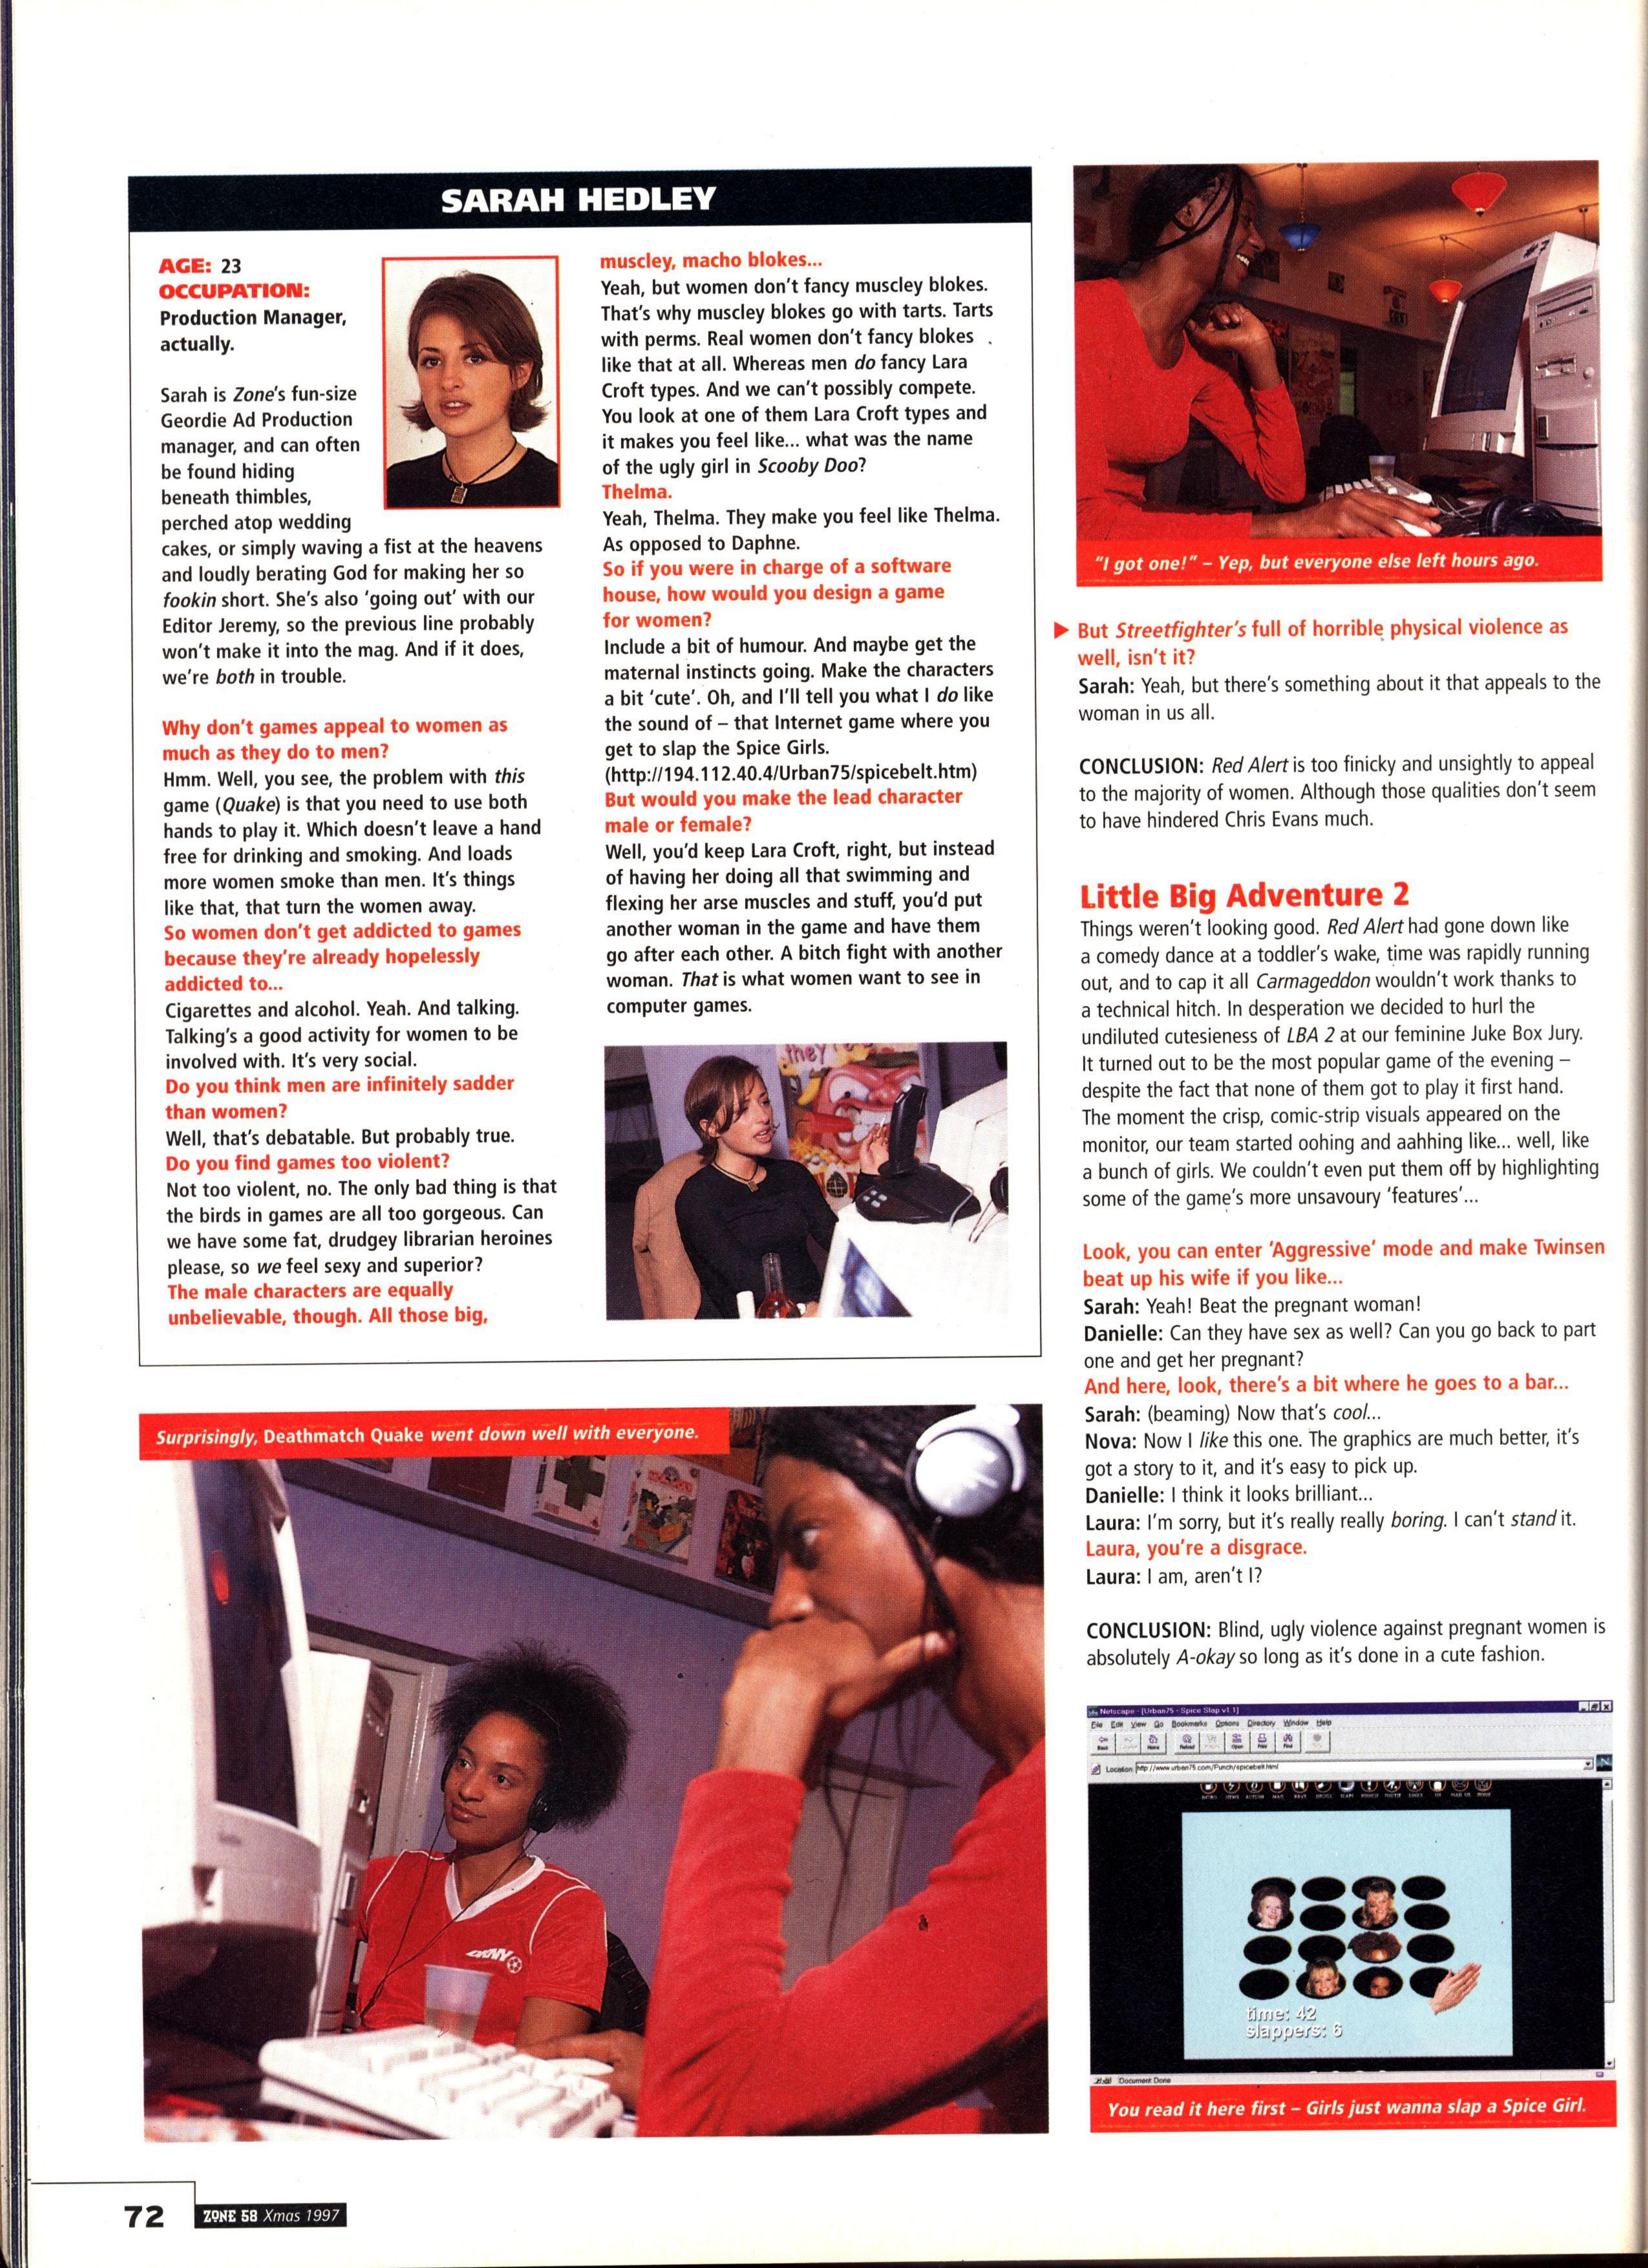 SARAH HEDLEY
AGE: 23
OCCUPATION:
Production Manager,
actually.
Sarah is Zone's fun-size
Geordie Ad Production
manager, and can often
be found hiding
beneath thimbles,
perched atop wedding
cakes, or simply waving a fist at the heavens
and loudly berating God for making her so
fookin short. She's also 'going out' with our
Editor Jeremy, so the previous line probably
won't make it into the mag. And if it does,
we're both in trouble.
Why don't games appeal to women as
much as they do to men?
Hmm. Well, you see, the problem with this
game (Quake) is that you need to use both
hands to play it. Which doesn't leave a hand
free for drinking and smoking. And loads
more women smoke than men. It's things
like that, that turn the women away.
So women don't get addicted to games
because they're already hopelessly
addicted to...
Cigarettes and alcohol. Yeah. And talking.
Talking's a good activity for women to be
involved with. It's very social.
Do you think men are infinitely sadder
than women?
Well, that's debatable. But probably true.
Do you find games too violent?
Not too violent, no. The only bad thing is that
the birds in games are all too gorgeous. Can
we have some fat, drudgey librarian heroines
please, so we feel sexy and superior?
The male characters are equally
unbelievable, though. All those big,
muscley, macho blokes...
Yeah, but women don't fancy muscley blokes.
That's why muscley blokes go with tarts. Tarts
with perms. Real women don't fancy blokes
like that at all. Whereas men do fancy Lara
Croft types. And we can't possibly compete.
You look at one of them Lara Croft types and
it makes you feel like... what was the name
of the ugly girl in Scooby Doo?
Thelma.
Yeah, Thelma. They make you feel like Thelma.
As opposed to Daphne.
So if you were in charge of a software
house, how would you design a game
for women?
Include a bit of humour. And maybe get the
maternal instincts going. Make the characters
a bit 'cute'. Oh, and I'll tell you what I do like
the sound of – that Internet game where you
get to slap the Spice Girls.
(http://194.112.40.4/Urban75/spicebelt.htm)
But would you make the lead character
male or female?
Well, you'd keep Lara Croft, right, but instead
of having her doing all that swimming and
flexing her arse muscles and stuff, you'd put
another woman in the game and have them
go after each other. A bitch fight with another
woman. That is what women want to see in
computer games.
they
Surprisingly, Deathmatch Quake went down well with everyone.
DKNY
#7
"I got one!" – Yep, but everyone else left hours ago.
But Streetfighter's full of horrible physical violence as
well, isn't it?
Sarah: Yeah, but there's something about it that appeals to the
woman in us all.
CONCLUSION: Red Alert is too finicky and unsightly to appeal
to the majority of women. Although those qualities don't seem
to have hindered Chris Evans much.
Little Big Adventure 2
Things weren't looking good. Red Alert had gone down like
a comedy dance at a toddler's wake, time was rapidly running
out, and to cap it all Carmageddon wouldn't work thanks to
a technical hitch. In desperation we decided to hurl the
undiluted cutesieness of LBA 2 at our feminine Juke Box Jury.
It turned out to be the most popular game of the evening –
despite the fact that none of them got to play it first hand.
The moment the crisp, comic-strip visuals appeared on the
monitor, our team started oohing and aahhing like... well, like
a bunch of girls. We couldn't even put them off by highlighting
some of the game's more unsavoury 'features'...
Look, you can enter 'Aggressive' mode and make Twinsen
beat up his wife if you like...
Sarah: Yeah! Beat the pregnant woman!
Danielle: Can they have sex as well? Can you go back to part
one and get her pregnant?
And here, look, there's a bit where he goes to a bar...
Sarah: (beaming) Now that's cool...
Nova: Now I like this one. The graphics are much better, it's
got a story to it, and it's easy to pick up.
Danielle: I think it looks brilliant...
Laura: I'm sorry, but it's really really boring. I can't stand it.
Laura, you're a disgrace.
Laura: I am, aren't I?
CONCLUSION: Blind, ugly violence against pregnant women is
absolutely A-okay so long as it's done in a cute fashion.
Netscape - [Urban75 - Spice Slap v1.1]
File Edit View Go Bookmarks Options Directory Window Help
Back Home Reload Open Print Find
Location: http://www.urban75.com/Punch/spicebelt.html
time: 42
slappers: 6
Document Done
You read it here first – Girls just wanna slap a Spice Girl.
72
ZONE 58 Xmas 1997